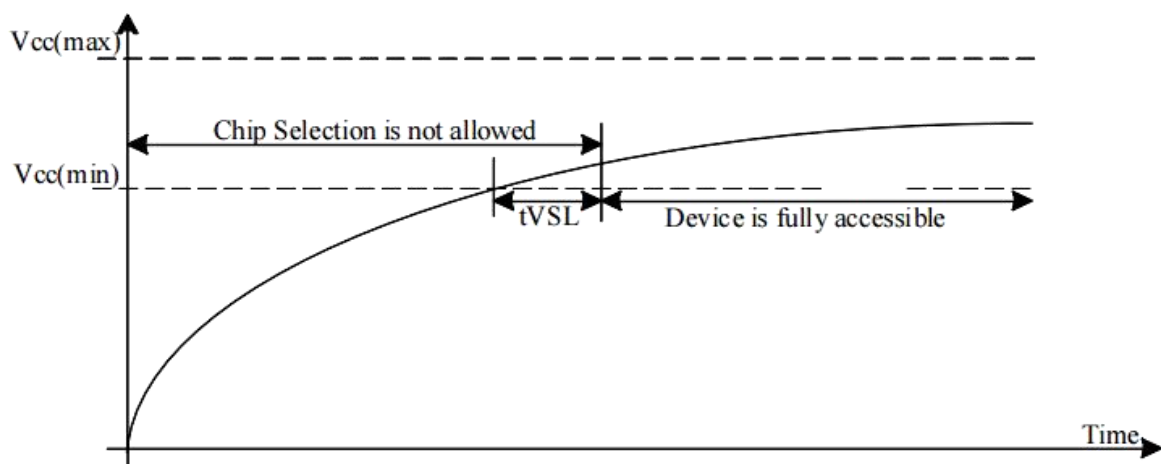 Vcc(max)
Chip Selection is not allowed
Vcc(min)
tVSL
Device is fully accessible
Time